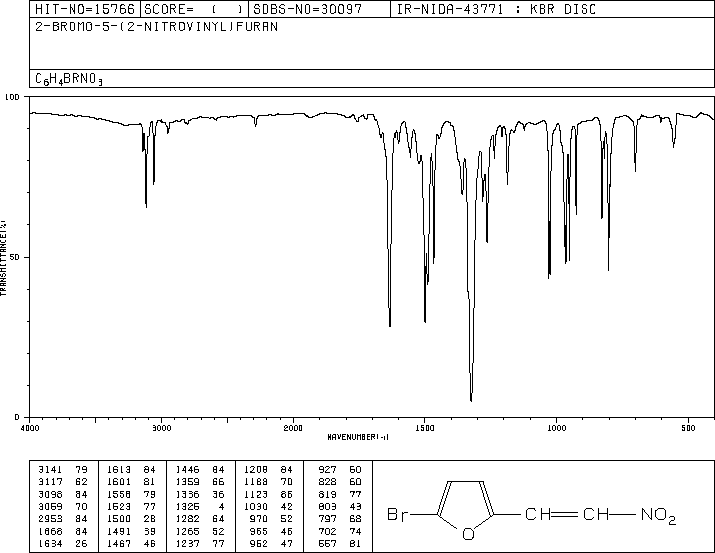 HIT-NO=15766 SCORE= ( ) SDBS-NO=30097 IR-NIDA-43771 : KBR DISC
2-BROMO-5-(2-NITROVINYL)FURAN
C6H4BRNO3
100
50
0
TRANSMITTANCE(%)
4000 3000 2000 1500 1000 500
WAVENUMBER(-1)
3141 79 1613 84 1446 84 1208 84 927 60
3117 62 1601 81 1359 66 1188 70 828 60
3098 84 1558 79 1336 36 1123 86 819 77
3059 70 1523 77 1325 4 1030 42 803 43
2953 84 1500 28 1282 64 970 52 797 68
1666 84 1491 39 1265 52 965 46 702 74
1634 26 1467 46 1237 77 952 47 557 81
Br O CH=CH-NO2